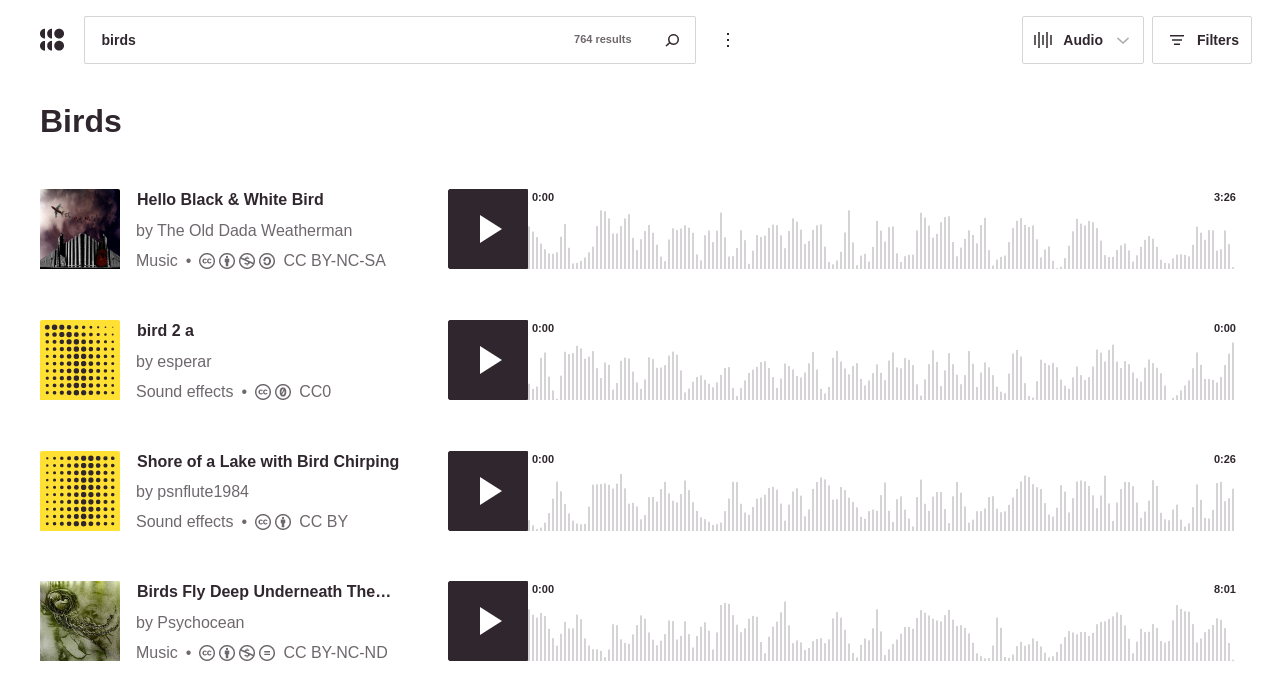 birds
764 results
Audio
Filters
Birds
Hello Black & White Bird
by The Old Dada Weatherman
Music • CC BY-NC-SA
0:00
3:26
bird 2 a
by esperar
Sound effects • CC0
0:00
0:00
Shore of a Lake with Bird Chirping
by psnflute1984
Sound effects • CC BY
0:00
0:26
Birds Fly Deep Underneath The…
by Psychocean
Music • CC BY-NC-ND
0:00
8:01